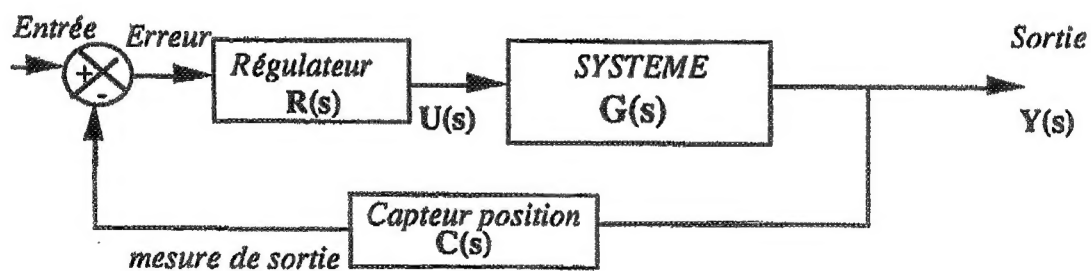 Entrée
Erreur
Sortie
+
-
Régulateur
R(s)
U(s)
SYSTEME
G(s)
Y(s)
Capteur position
C(s)
mesure de sortie